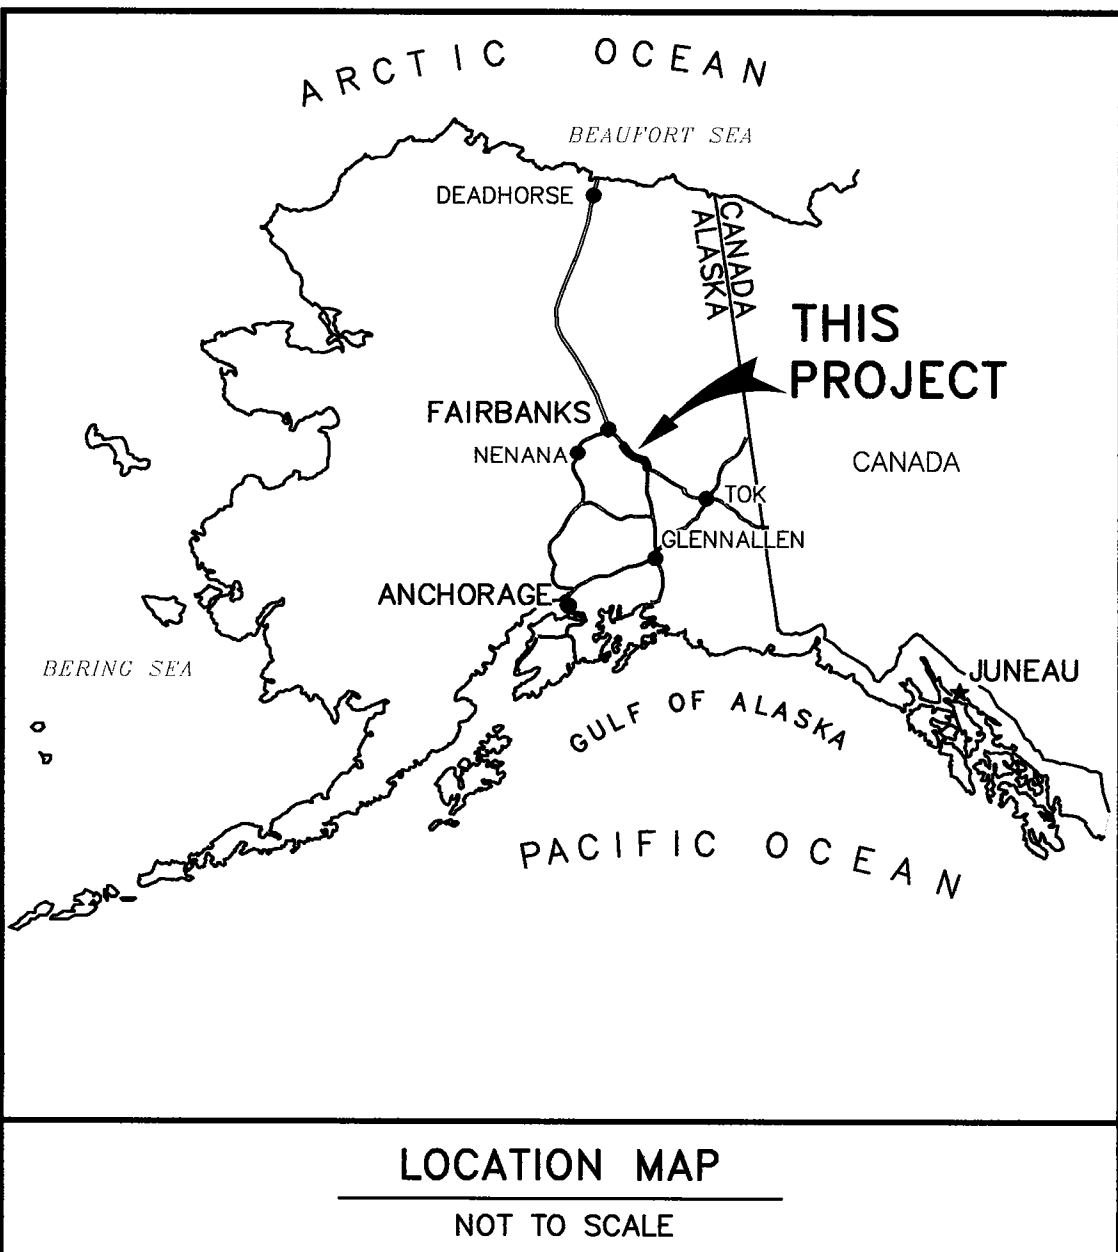 ARCTIC OCEAN
BEAUFORT SEA
DEADHORSE
CANADA
ALASKA
THIS
PROJECT
FAIRBANKS
NENANA
CANADA
TOK
GLENNALLEN
ANCHORAGE
BERING SEA
JUNEAU
GULF OF ALASKA
PACIFIC OCEAN
LOCATION MAP
NOT TO SCALE